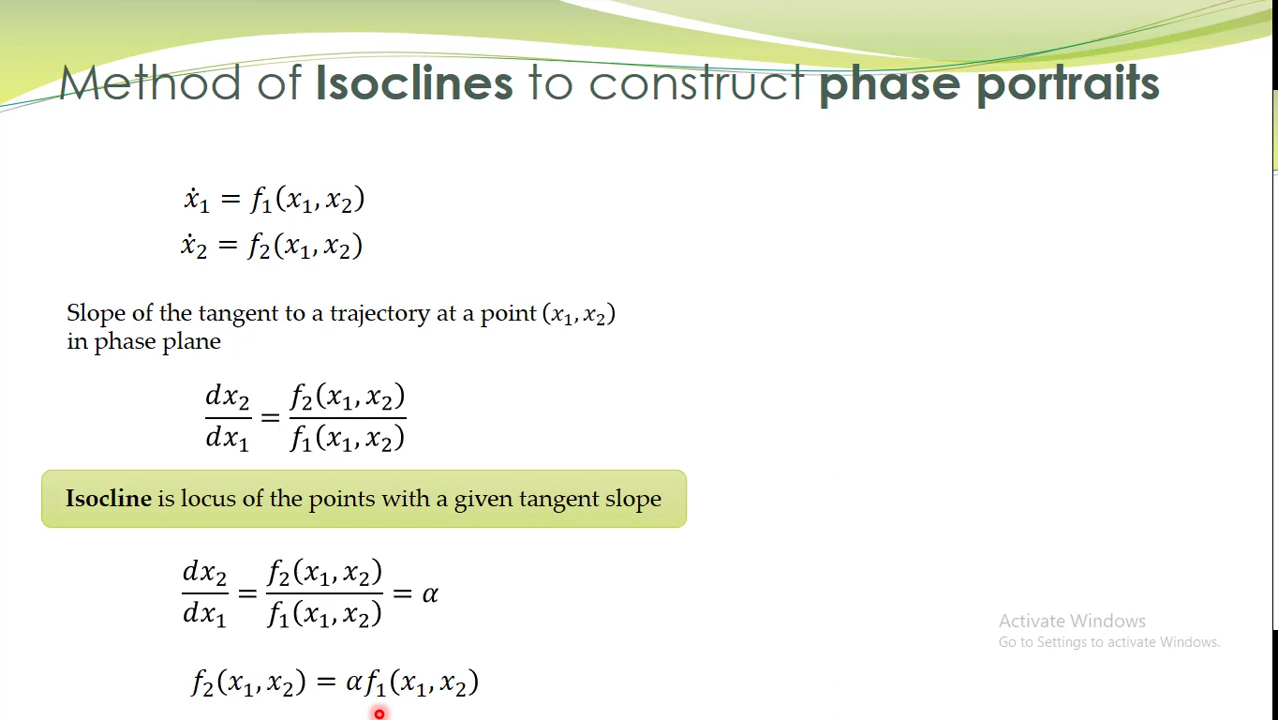 Method of Isoclines to construct phase portraits
ẋ₁ = f₁(x₁, x₂)
ẋ₂ = f₂(x₁, x₂)
Slope of the tangent to a trajectory at a point (x₁, x₂)
in phase plane
dx₂/dx₁ = f₂(x₁, x₂)/f₁(x₁, x₂)
Isocline is locus of the points with a given tangent slope
dx₂/dx₁ = f₂(x₁, x₂)/f₁(x₁, x₂) = α
f₂(x₁, x₂) = αf₁(x₁, x₂)
Activate Windows
Go to Settings to activate Windows.